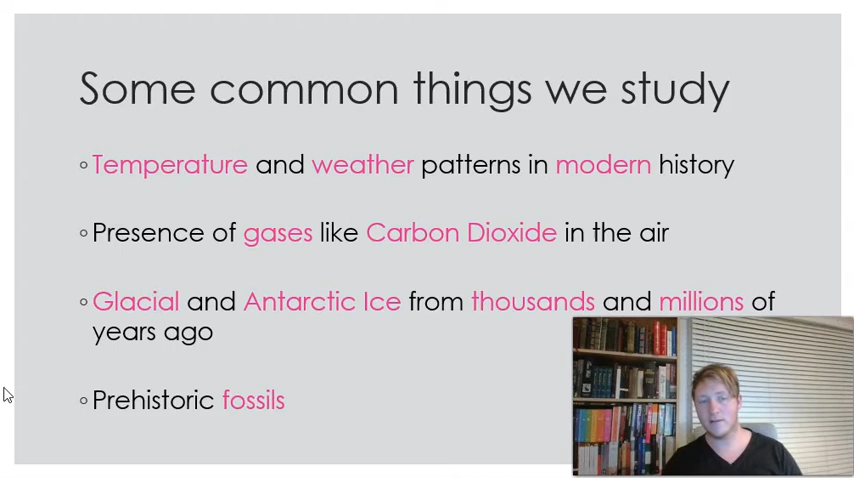 Some common things we study
◦Temperature and weather patterns in modern history
◦Presence of gases like Carbon Dioxide in the air
◦Glacial and Antarctic Ice from thousands and millions of
years ago
◦Prehistoric fossils